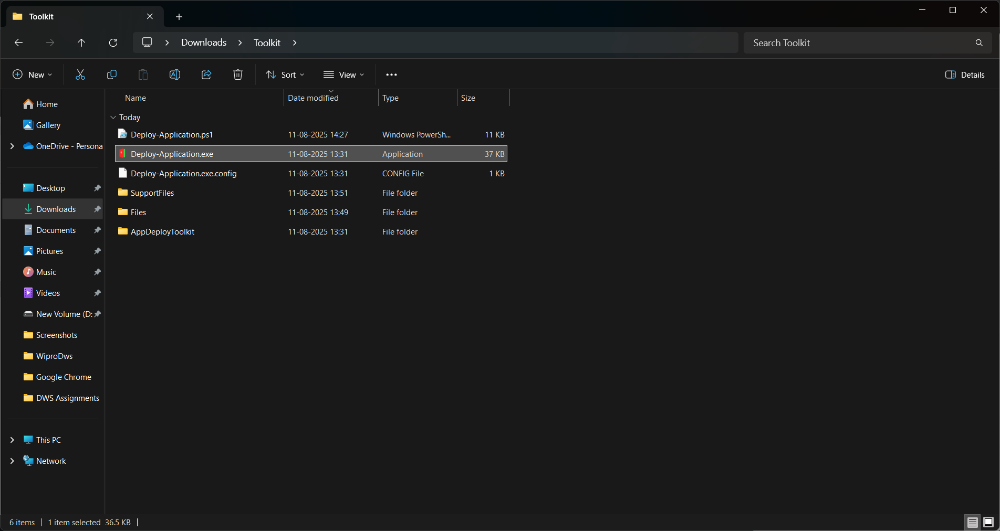 Toolkit
Downloads Toolkit
Search Toolkit
New
Sort
View
Details
Home
Gallery
OneDrive - Persona
Desktop
Downloads
Documents
Pictures
Music
Videos
New Volume (D:
Screenshots
WiproDws
Google Chrome
DWS Assignments
This PC
Network
Name Date modified Type Size
Today
Deploy-Application.ps1 11-08-2025 14:27 Windows PowerSh... 11 KB
Deploy-Application.exe 11-08-2025 13:31 Application 37 KB
Deploy-Application.exe.config 11-08-2025 13:31 CONFIG File 1 KB
SupportFiles 11-08-2025 13:51 File folder
Files 11-08-2025 13:49 File folder
AppDeployToolkit 11-08-2025 13:31 File folder
6 items 1 item selected 36.5 KB